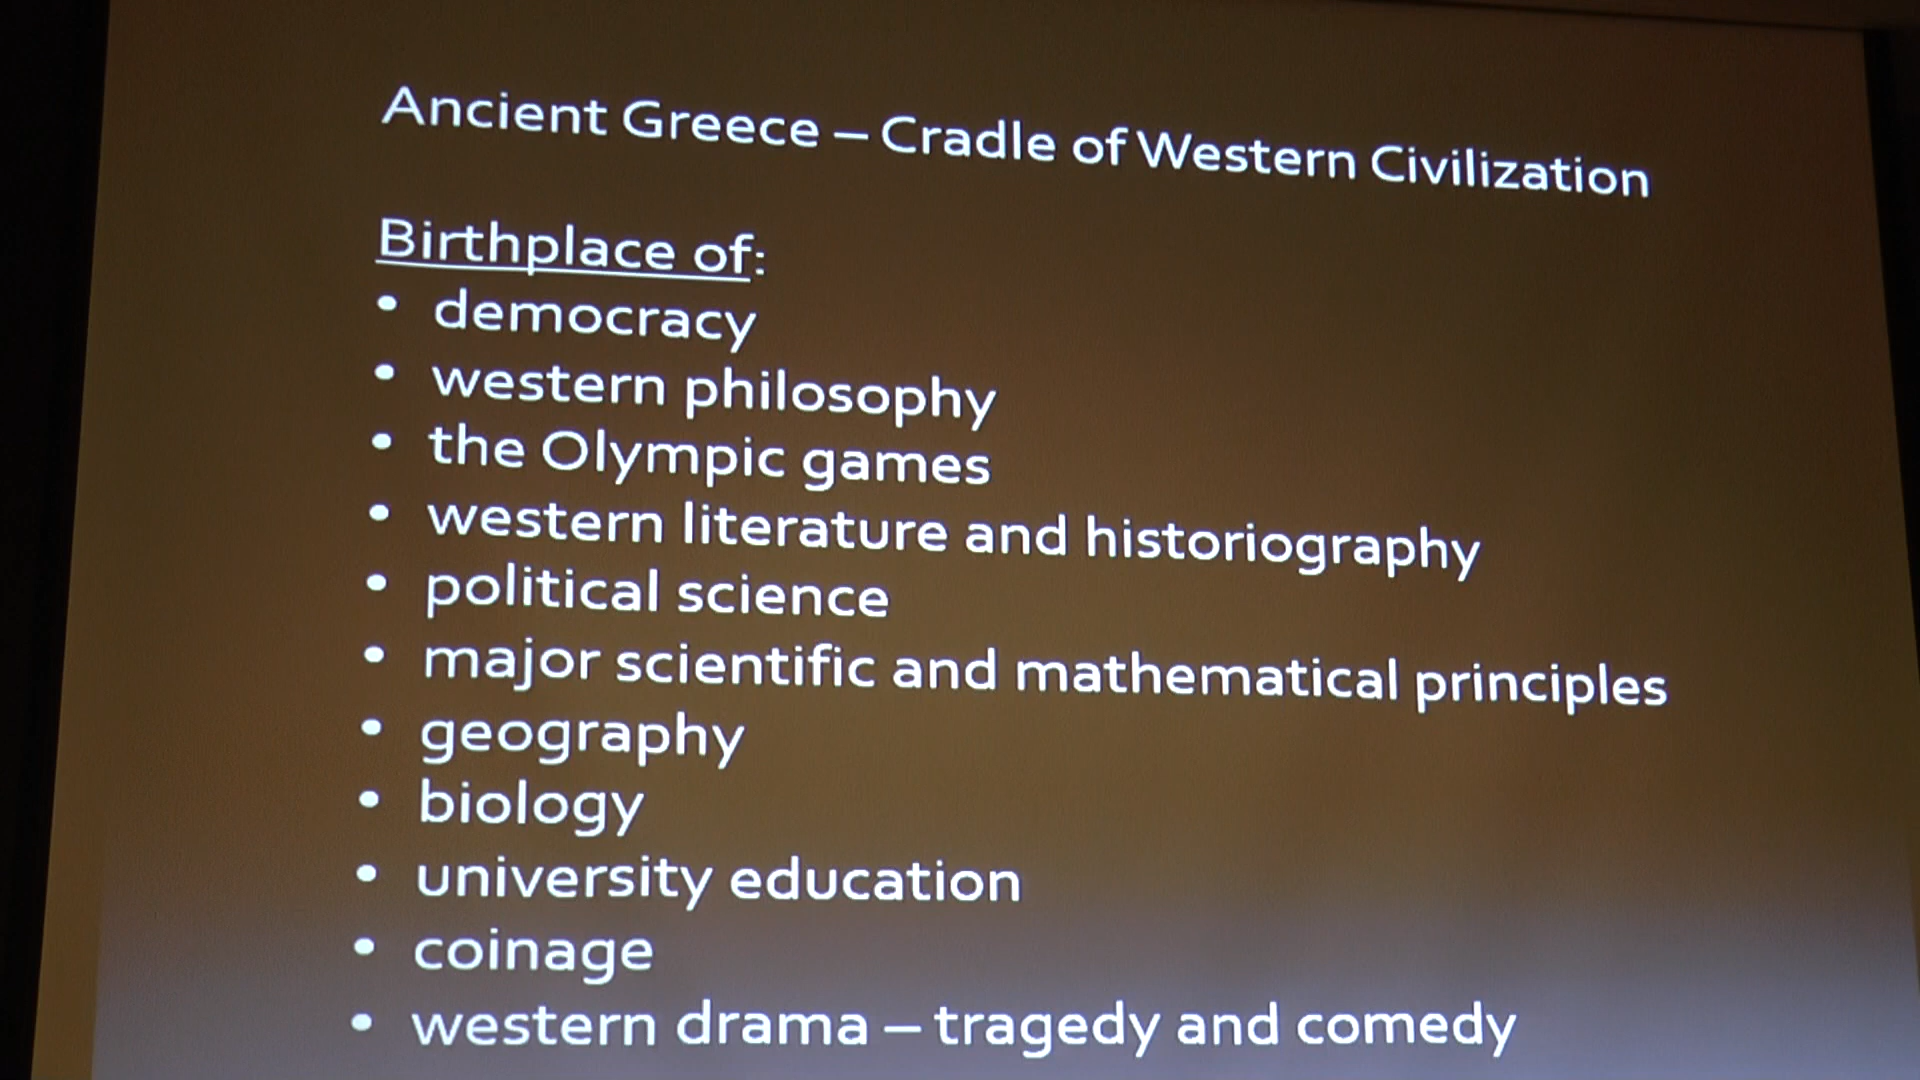 Ancient Greece – Cradle of Western Civilization
Birthplace of:
• democracy
• western philosophy
• the Olympic games
• western literature and historiography
• political science
• major scientific and mathematical principles
• geography
• biology
• university education
• coinage
• western drama – tragedy and comedy